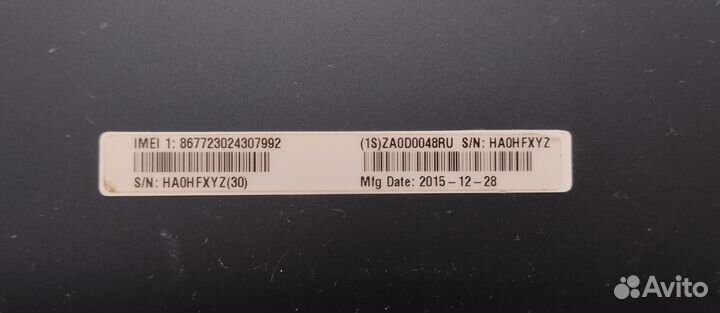 IMEI 1: 867723024307992
S/N: HA0HFXYZ(30)
(1S)ZA0D0048RU S/N: HA0HFXYZ
Mfg Date: 2015-12-28
Avito